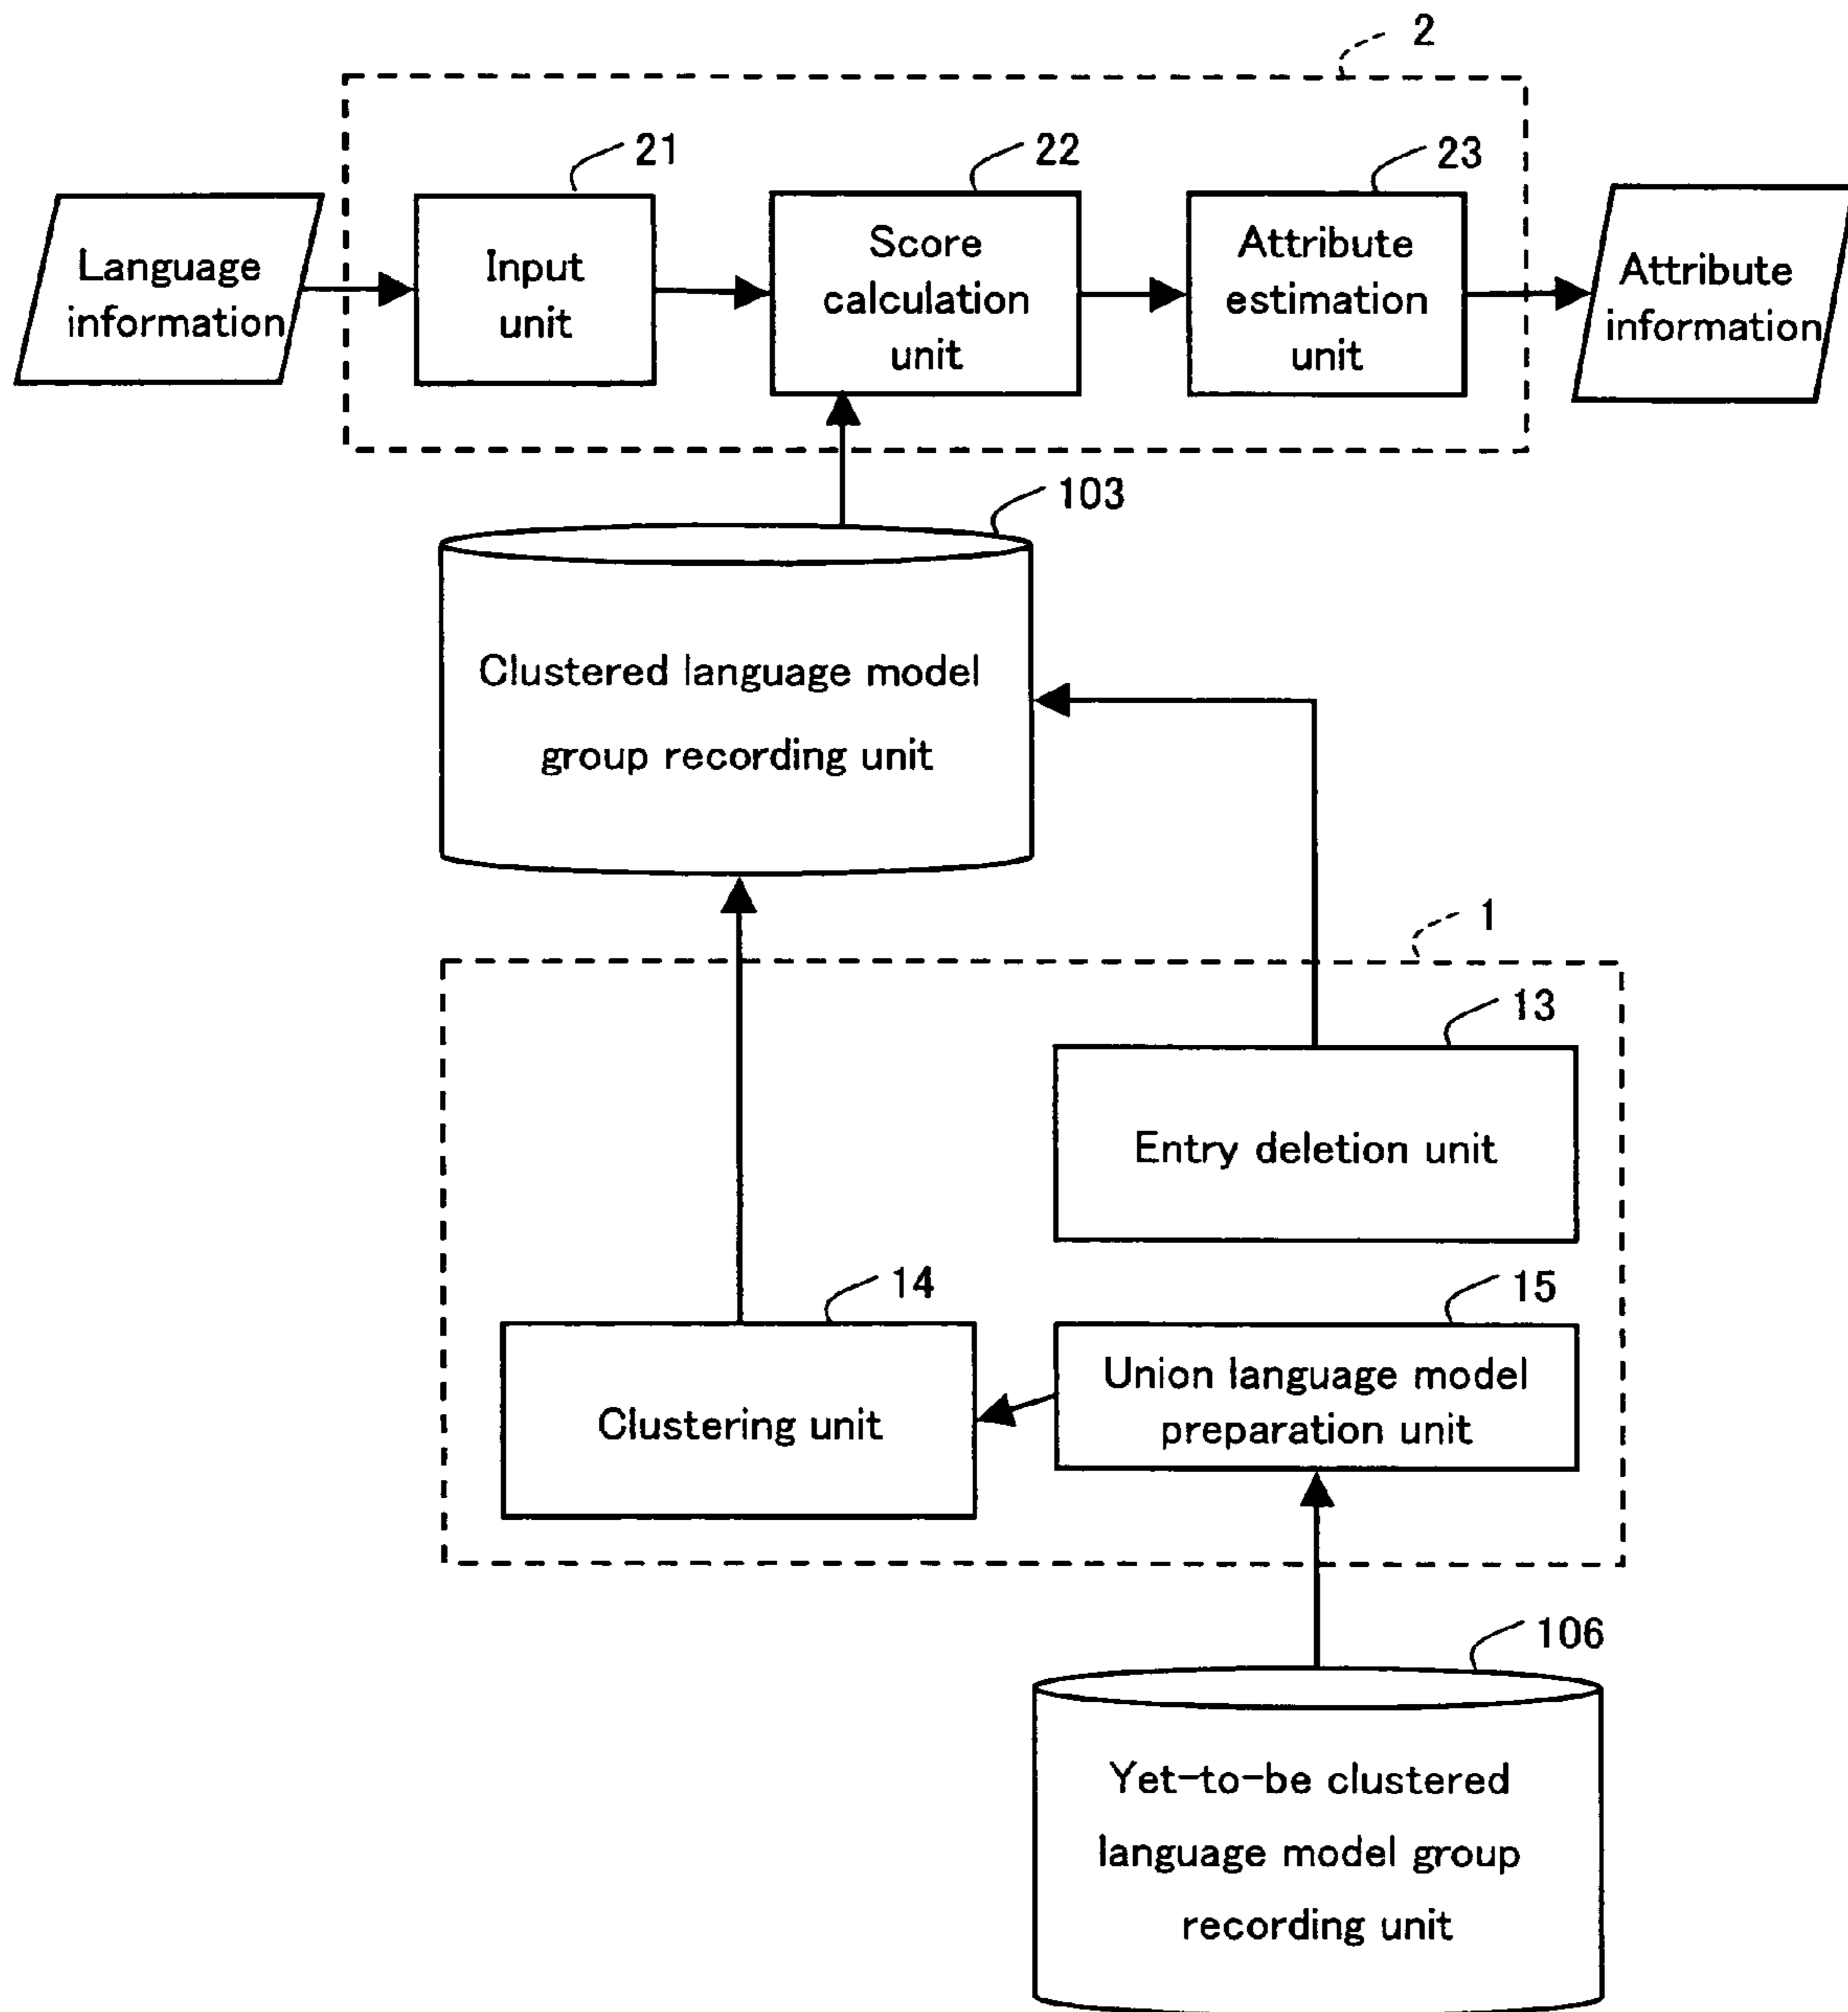 2
21
22
23
Language
information
Input
unit
Score
calculation
unit
Attribute
estimation
unit
Attribute
information
103
Clustered language model
group recording unit
1
13
Entry deletion unit
14
15
Clustering unit
Union language model
preparation unit
106
Yet-to-be clustered
language model group
recording unit